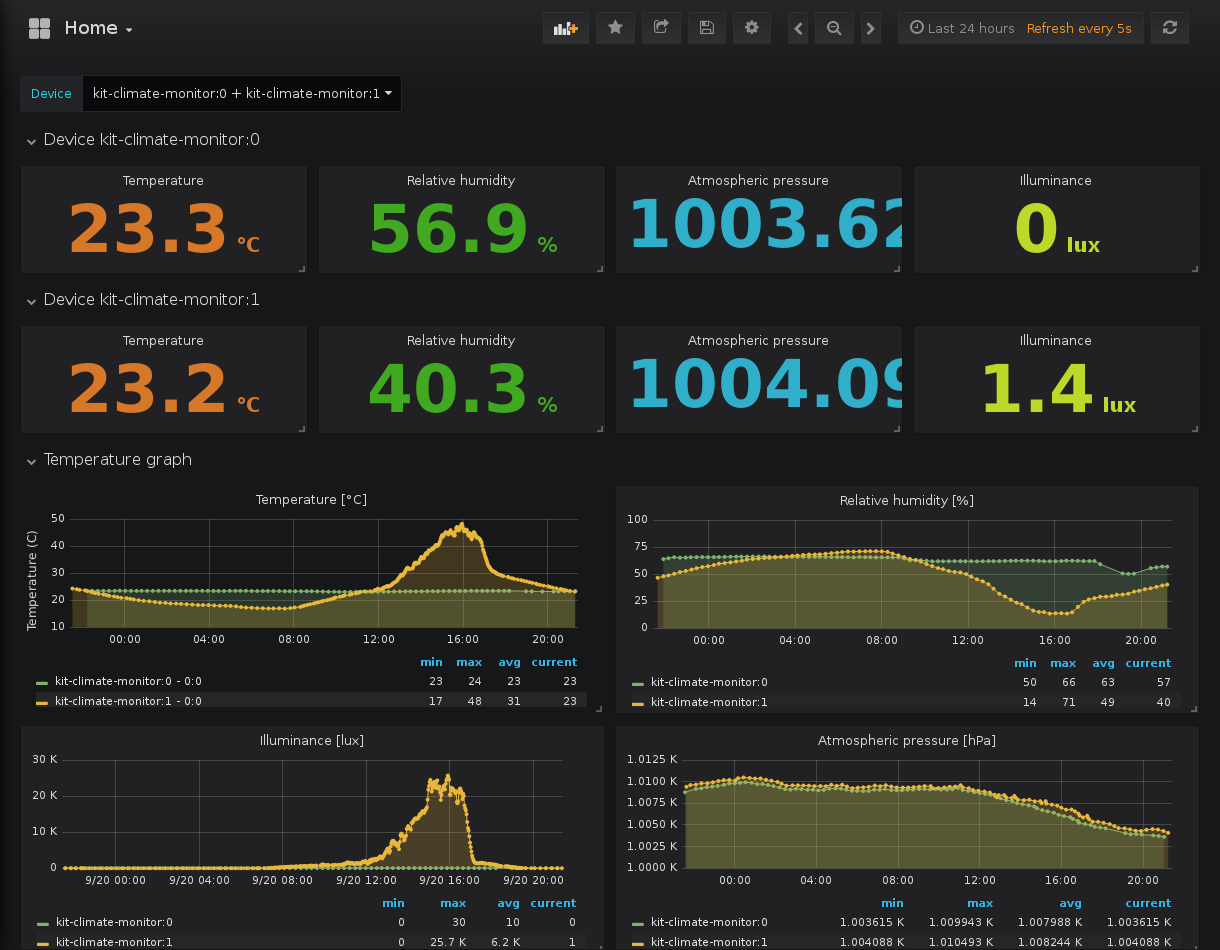 Home
Last 24 hours Refresh every 5s
Device kit-climate-monitor:0 + kit-climate-monitor:1
Device kit-climate-monitor:0
Temperature Relative humidity Atmospheric pressure Illuminance
23.3 °C 56.9 % 1003.62 0 lux
Device kit-climate-monitor:1
Temperature Relative humidity Atmospheric pressure Illuminance
23.2 °C 40.3 % 1004.09 1.4 lux
Temperature graph
Temperature [°C]
Temperature (C)
50
40
30
20
10
00:00 04:00 08:00 12:00 16:00 20:00
min max avg current
kit-climate-monitor:0 - 0:0 23 24 23 23
kit-climate-monitor:1 - 0:0 17 48 31 23
Relative humidity [%]
100
75
50
25
0
00:00 04:00 08:00 12:00 16:00 20:00
min max avg current
kit-climate-monitor:0 50 66 63 57
kit-climate-monitor:1 14 71 49 40
Illuminance [lux]
30 K
20 K
10 K
0
9/20 00:00 9/20 04:00 9/20 08:00 9/20 12:00 9/20 16:00 9/20 20:00
min max avg current
kit-climate-monitor:0 0 30 10 0
kit-climate-monitor:1 0 25.7 K 6.2 K 1
Atmospheric pressure [hPa]
1.0125 K
1.0100 K
1.0075 K
1.0050 K
1.0025 K
1.0000 K
00:00 04:00 08:00 12:00 16:00 20:00
min max avg current
kit-climate-monitor:0 1.003615 K 1.009943 K 1.007988 K 1.003615 K
kit-climate-monitor:1 1.004088 K 1.010493 K 1.008244 K 1.004088 K